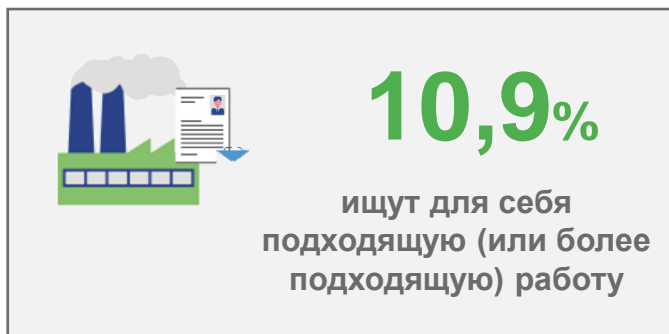 10,9%
ищут для себя
подходящую (или более
подходящую) работу